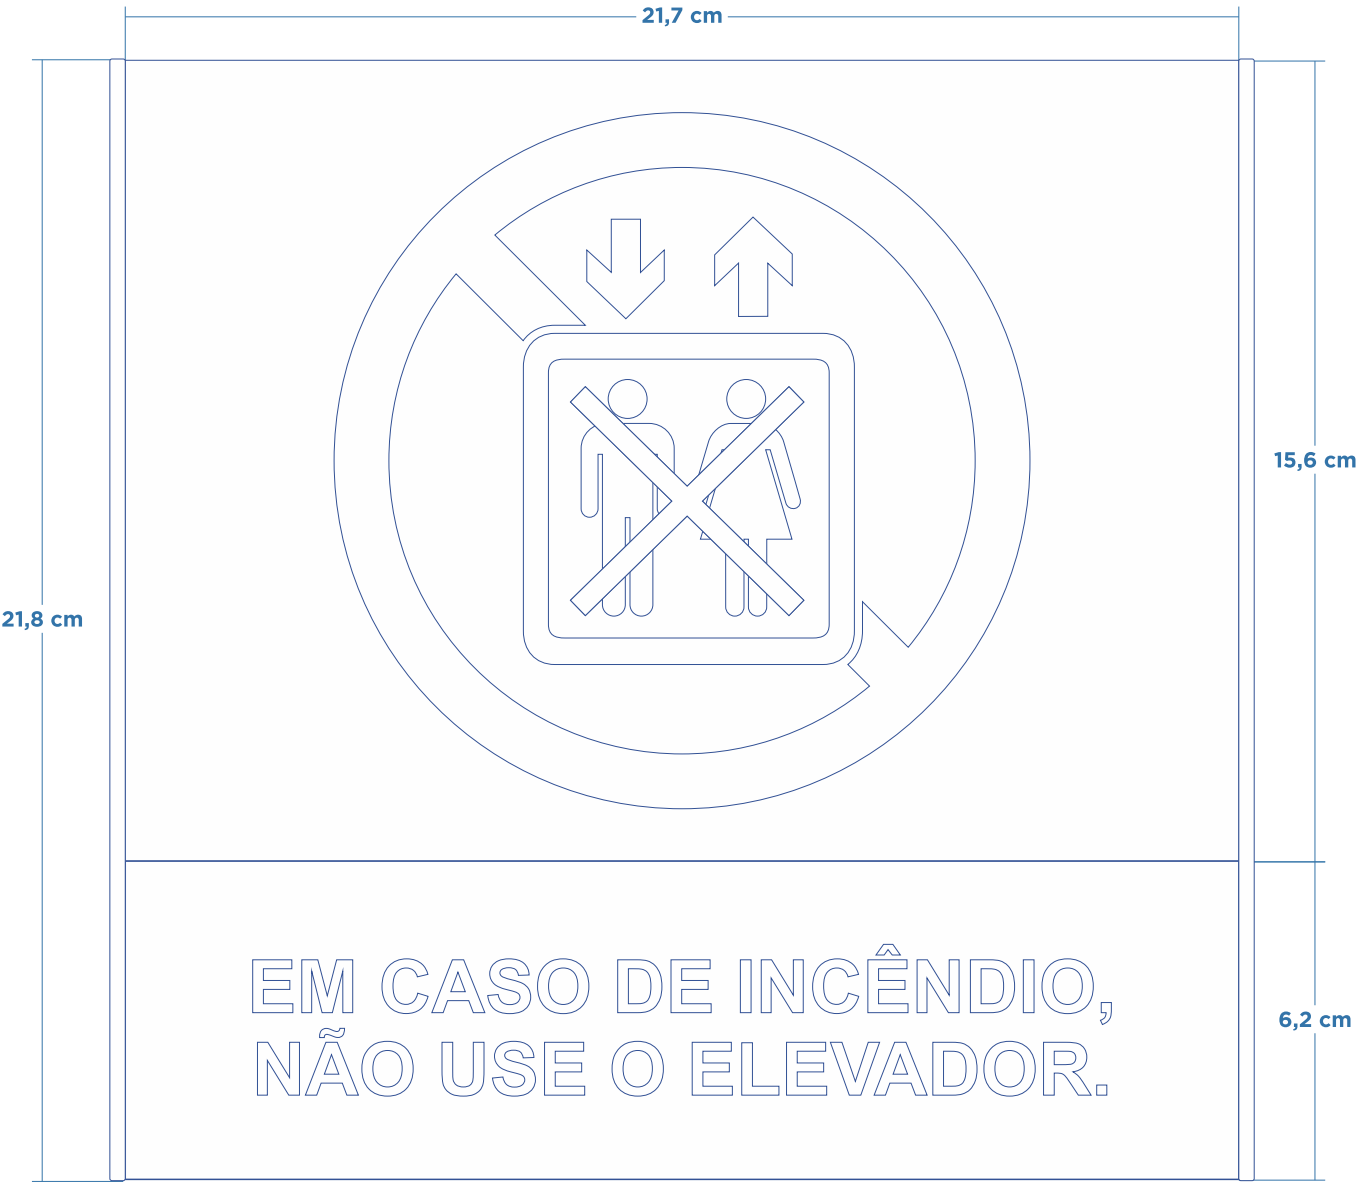 21,7 cm
15,6 cm
21,8 cm
6,2 cm
EM CASO DE INCÊNDIO,
NÃO USE O ELEVADOR.